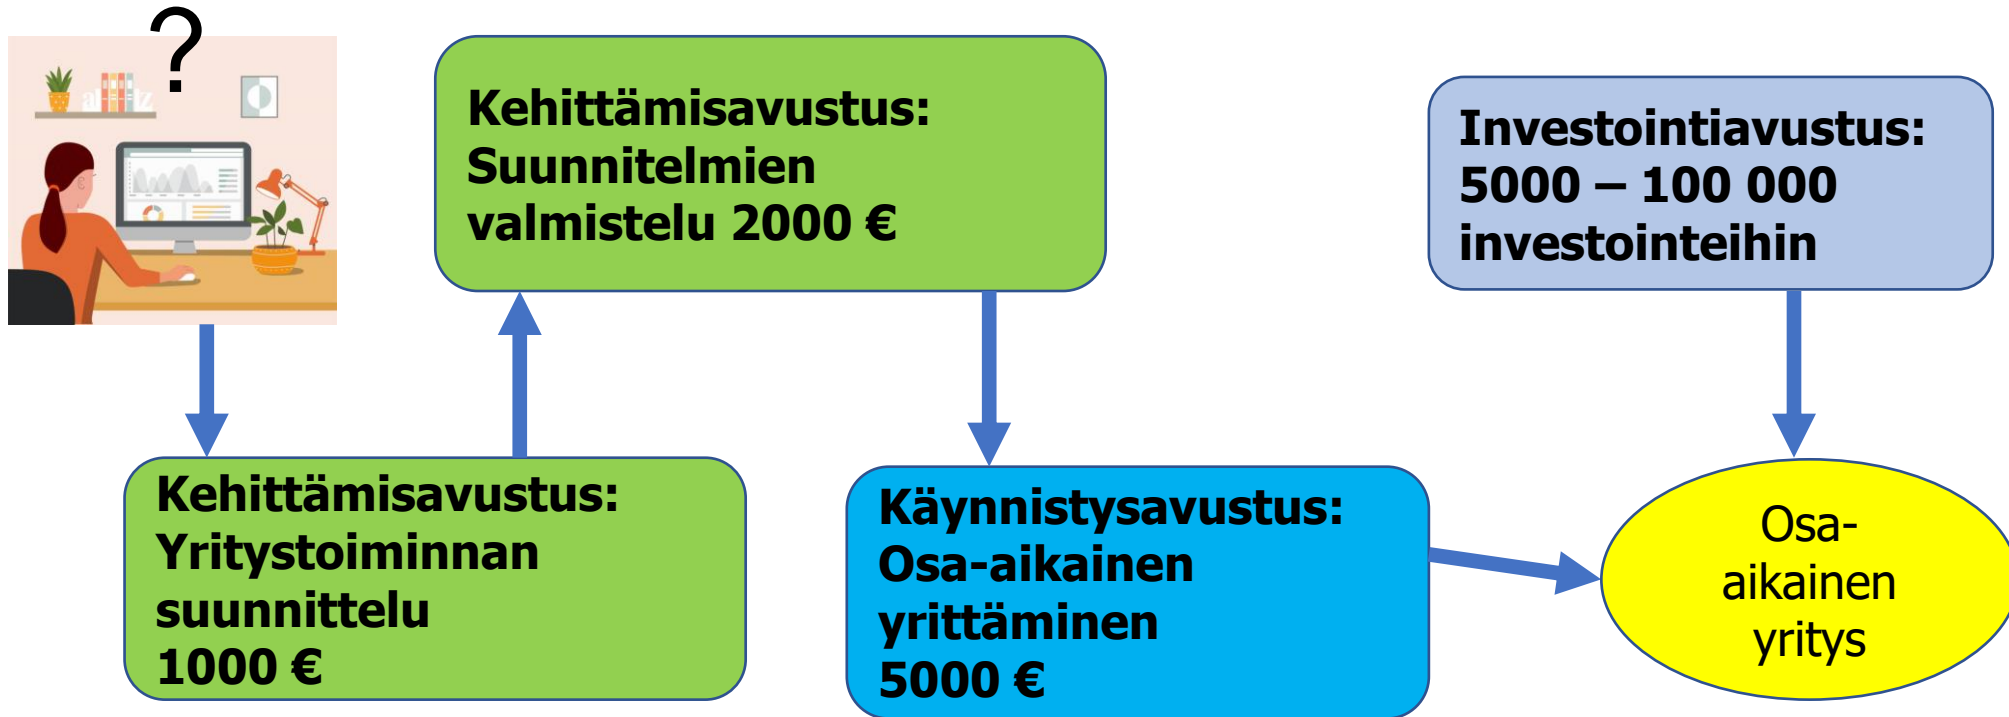 ?
Kehittämisavustus:
Suunnitelmien
valmistelu 2000 €
Investointiavustus:
5000 – 100 000
investointeihin
Kehittämisavustus:
Yritystoiminnan
suunnittelu
1000 €
Käynnistysavustus:
Osa-aikainen
yrittäminen
5000 €
Osa-
aikainen
yritys